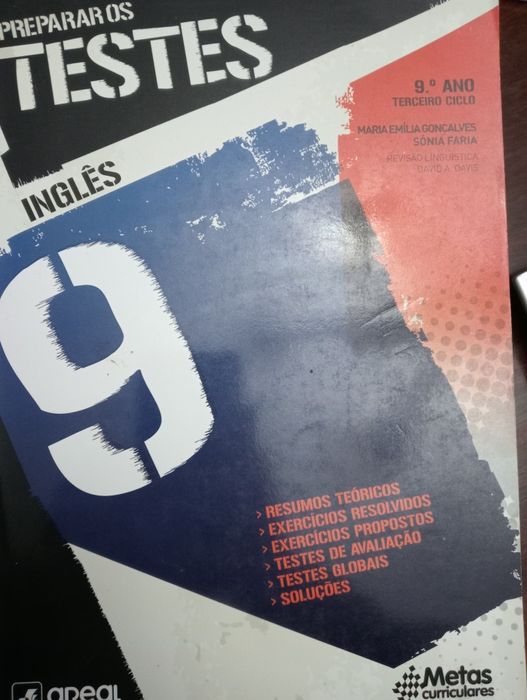 PREPARAR OS
TESTES
9.º ANO
TERCEIRO CICLO
MARIA EMÍLIA GONÇALVES
SÓNIA FARIA
REVISÃO LINGUÍSTICA
DAVID A. DAVIS
INGLÊS
9
> RESUMOS TEÓRICOS
> EXERCÍCIOS RESOLVIDOS
> EXERCÍCIOS PROPOSTOS
> TESTES DE AVALIAÇÃO
> TESTES GLOBAIS
> SOLUÇÕES
areal
Metas
curriculares